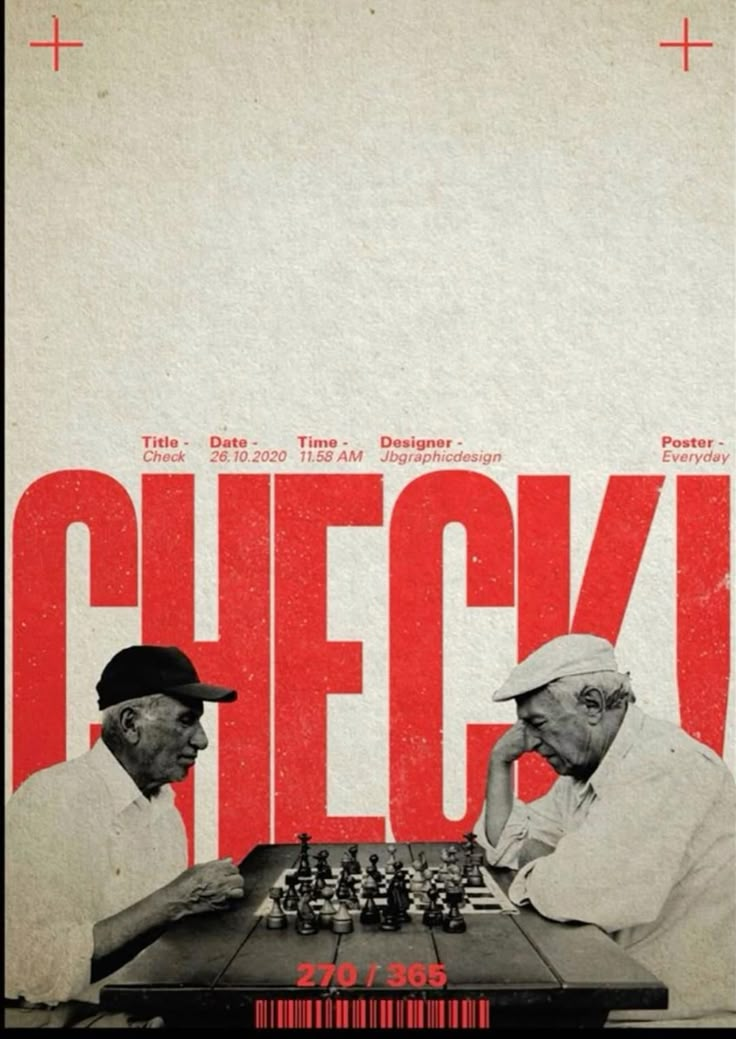 Title - Date - Time - Designer - Poster -
Check 26.10.2020 11.58 AM Jbgraphicdesign Everyday
CHECK!
270 / 365